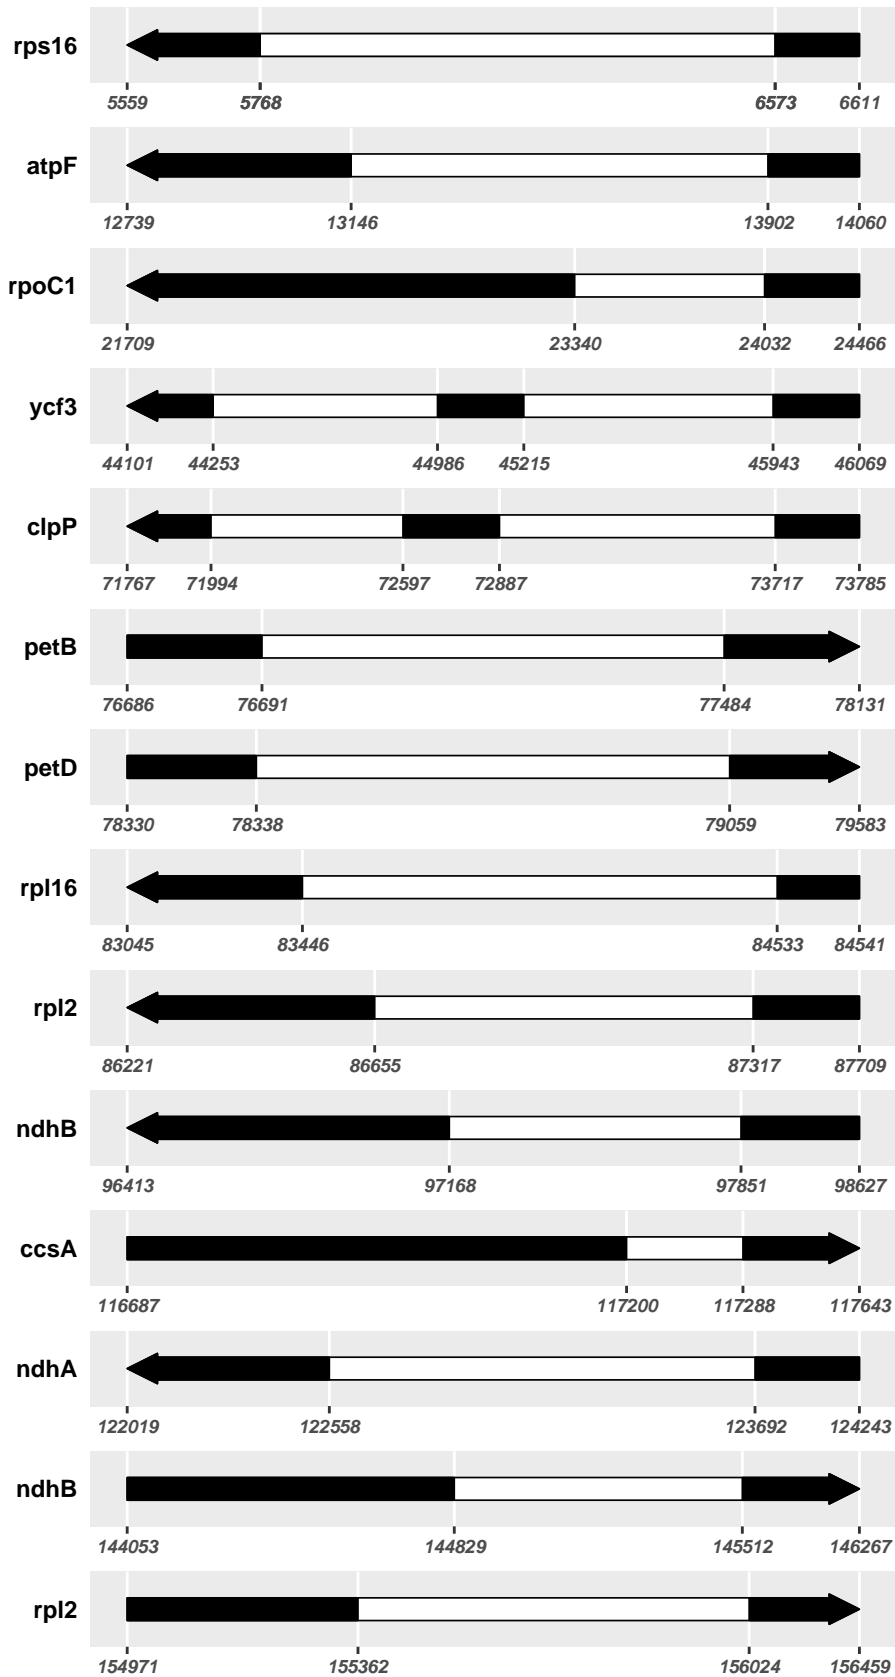 rps16
5559 5768 6573 6611
atpF
12739 13146 13902 14060
rpoC1
21709 23340 24032 24466
ycf3
44101 44253 44986 45215 45943 46069
clpP
71767 71994 72597 72887 73717 73785
petB
76686 76691 77484 78131
petD
78330 78338 79059 79583
rpl16
83045 83446 84533 84541
rpl2
86221 86655 87317 87709
ndhB
96413 97168 97851 98627
ccsA
116687 117200 117288 117643
ndhA
122019 122558 123692 124243
ndhB
144053 144829 145512 146267
rpl2
154971 155362 156024 156459